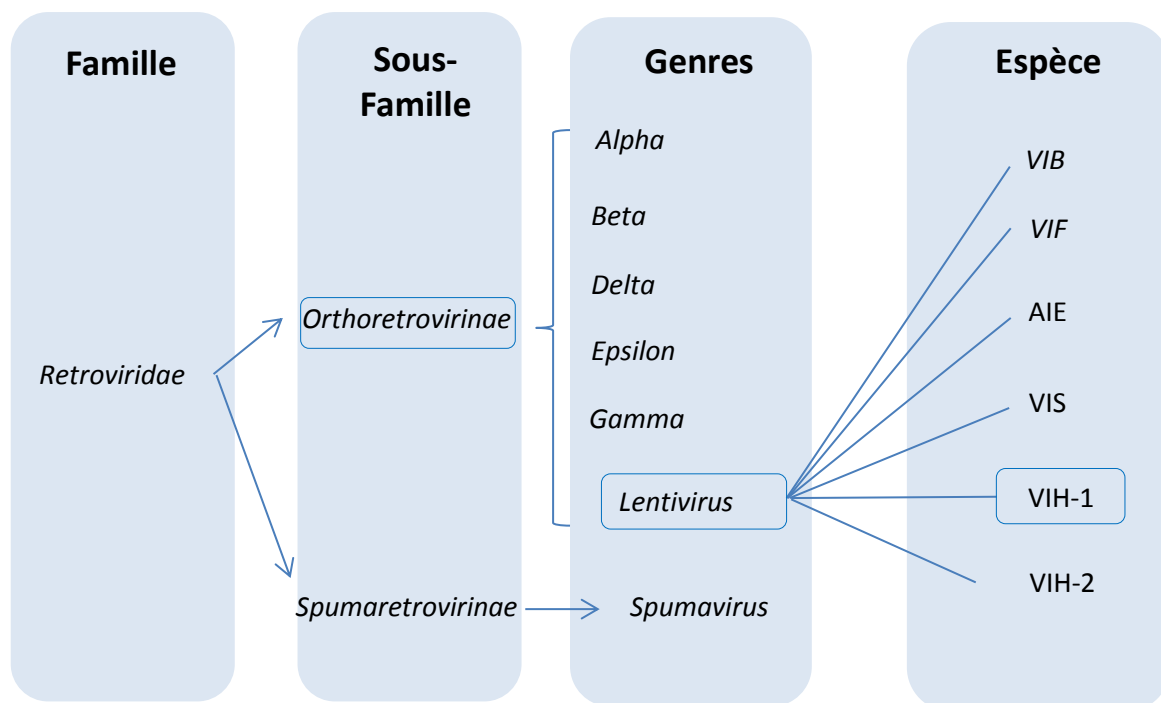 Famille
Retroviridae
Sous-
Famille
Orthoretrovirinae
Spumaretrovirinae
Genres
Alpha
Beta
Delta
Epsilon
Gamma
Lentivirus
Spumavirus
Espèce
VIB
VIF
AIE
VIS
VIH-1
VIH-2